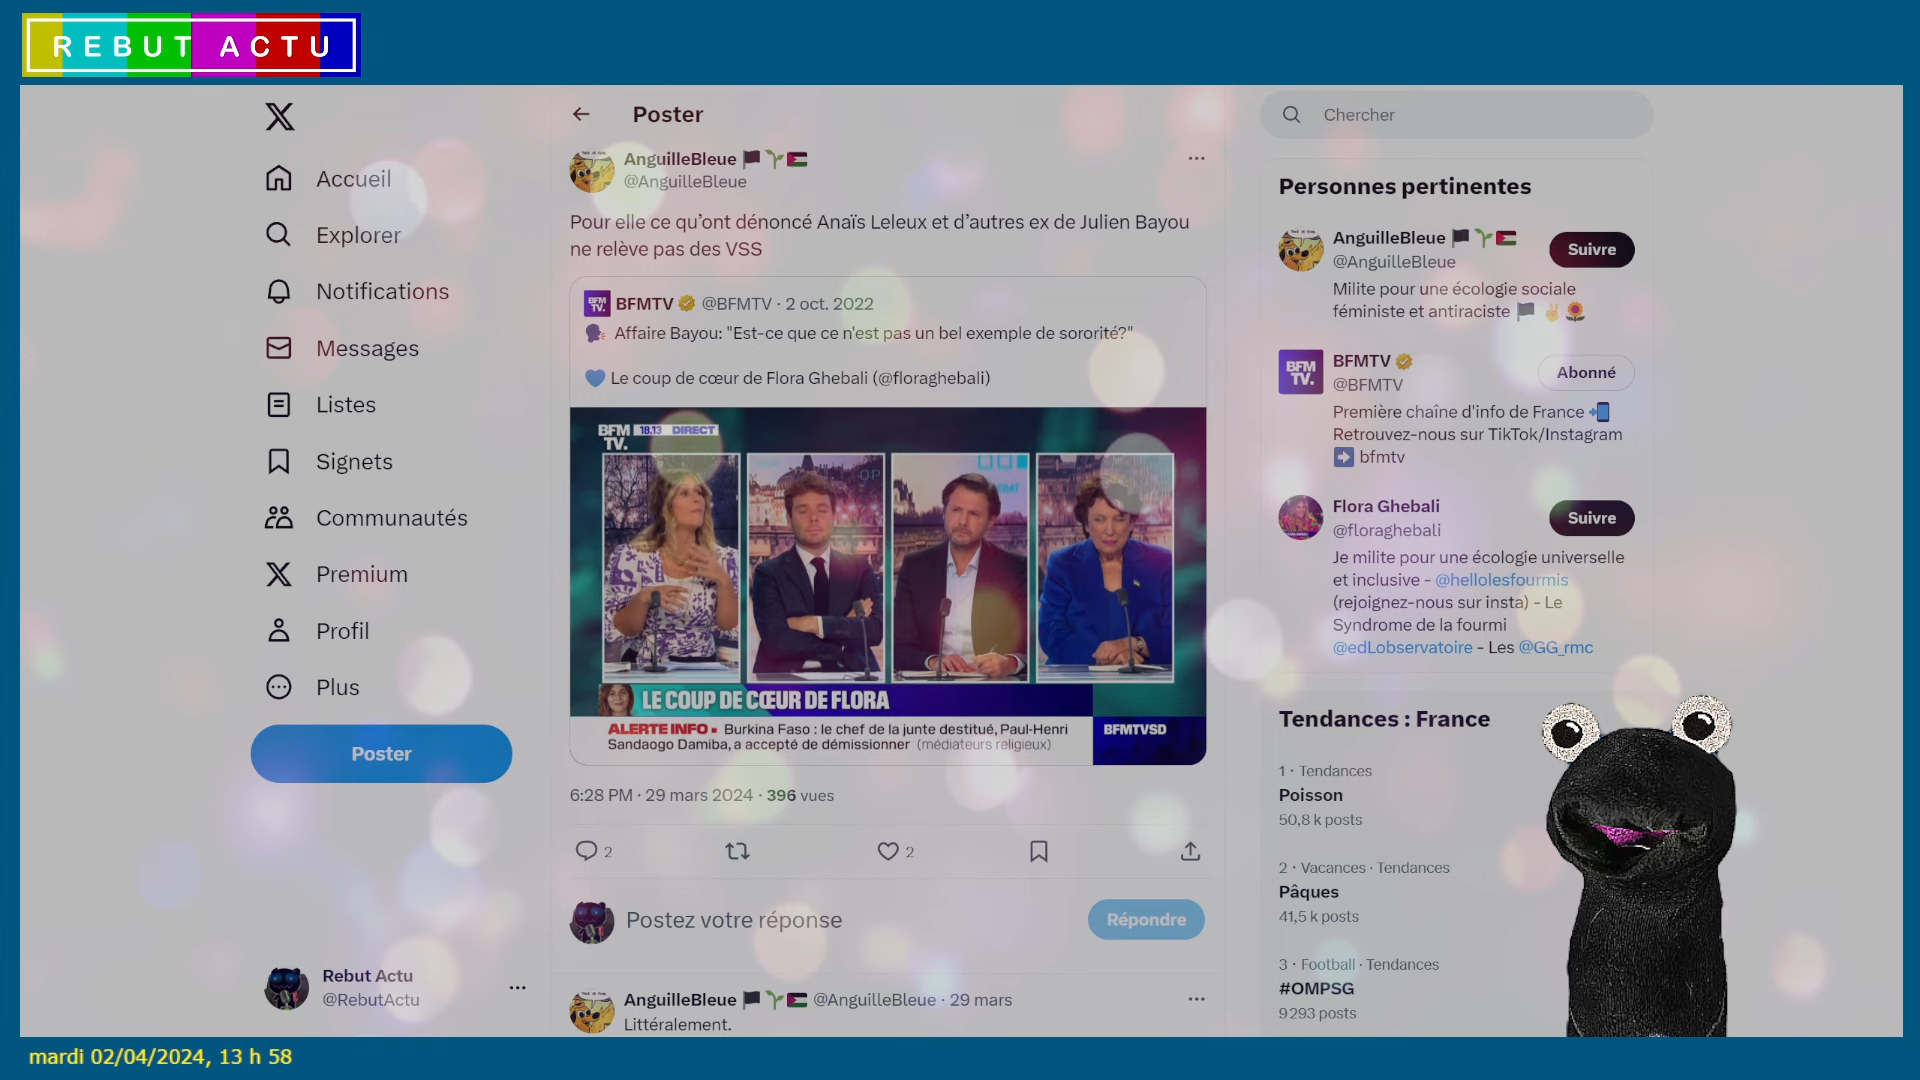 REBUT ACTU
Accueil
Explorer
Notifications
Messages
Listes
Signets
Communautés
Premium
Profil
Plus
Poster
Rebut Actu
@RebutActu
Poster
AnguilleBleue
@AnguilleBleue
Pour elle ce qu’ont dénoncé Anaïs Leleux et d’autres ex de Julien Bayou
ne relève pas des VSS
BFMTV @BFMTV · 2 oct. 2022
Affaire Bayou: "Est-ce que ce n'est pas un bel exemple de sororité?"
Le coup de cœur de Flora Ghebali (@floraghebali)
BFM TV. 18.13 DIRECT
LE COUP DE CŒUR DE FLORA
ALERTE INFO • Burkina Faso : le chef de la junte destitué, Paul-Henri
Sandaogo Damiba, a accepté de démissionner (médiateurs religieux)
BFMTVSD
6:28 PM · 29 mars 2024 · 396 vues
2
2
Postez votre réponse
Répondre
AnguilleBleue @AnguilleBleue · 29 mars
Littéralement.
Chercher
Personnes pertinentes
AnguilleBleue
@AnguilleBleue
Suivre
Milite pour une écologie sociale
féministe et antiraciste
BFM TV.
BFMTV
@BFMTV
Abonné
Première chaîne d'info de France
Retrouvez-nous sur TikTok/Instagram
bfmtv
Flora Ghebali
@floraghebali
Suivre
Je milite pour une écologie universelle
et inclusive - @hellolesfourmis
(rejoignez-nous sur insta) - Le
Syndrome de la fourmi
@edLobservatoire - Les @GG_rmc
Tendances : France
1 · Tendances
Poisson
50,8 k posts
2 · Vacances · Tendances
Pâques
41,5 k posts
3 · Football · Tendances
#OMPSG
9 293 posts
mardi 02/04/2024, 13 h 58